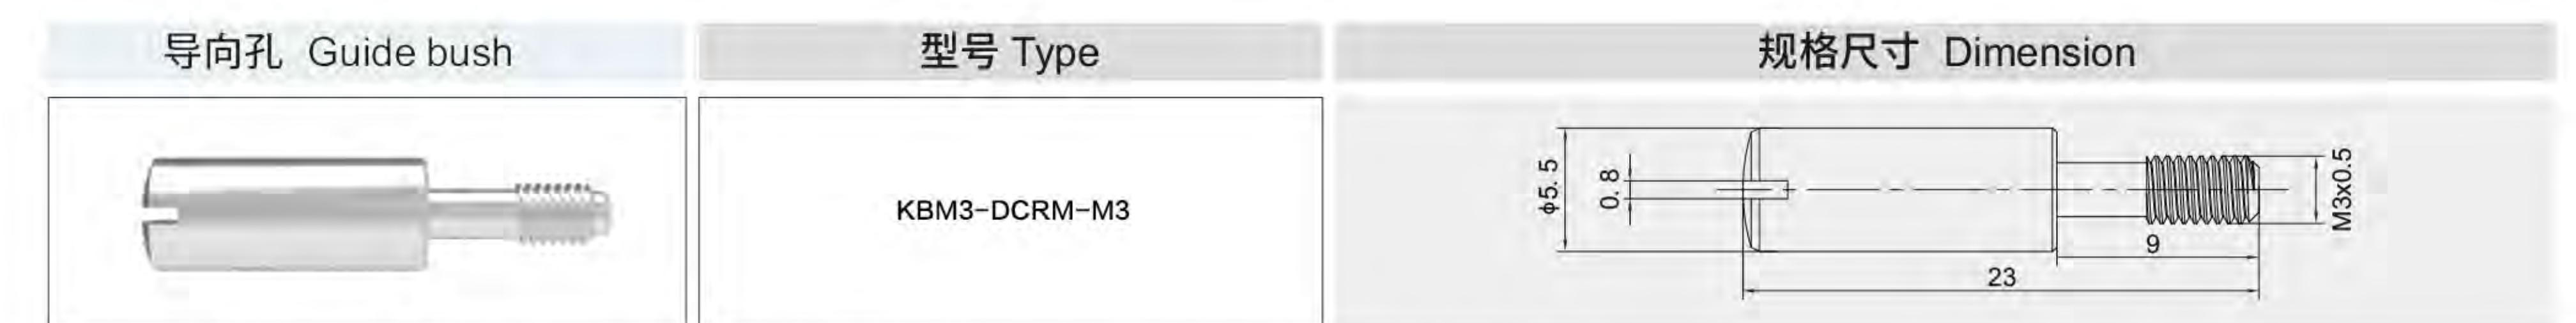 导向孔 Guide bush
型号 Type
规格尺寸 Dimension
KBM3-DCRM-M3
ϕ5.5
0.8
M3x0.5
9
23